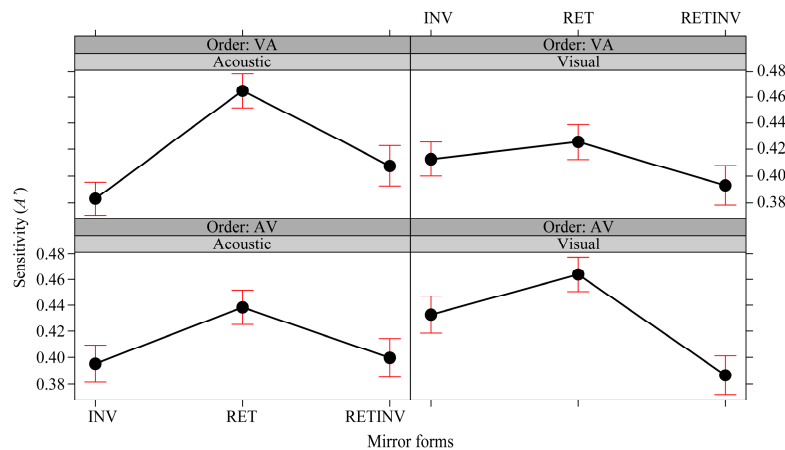 INV RET RETINV
Order: VA Order: VA
Acoustic Visual
0.48
0.46
0.44
0.42
0.40
0.38
Order: AV Order: AV
Acoustic Visual
0.48
0.46
0.44
0.42
0.40
0.38
Sensitivity (A')
INV RET RETINV
Mirror forms